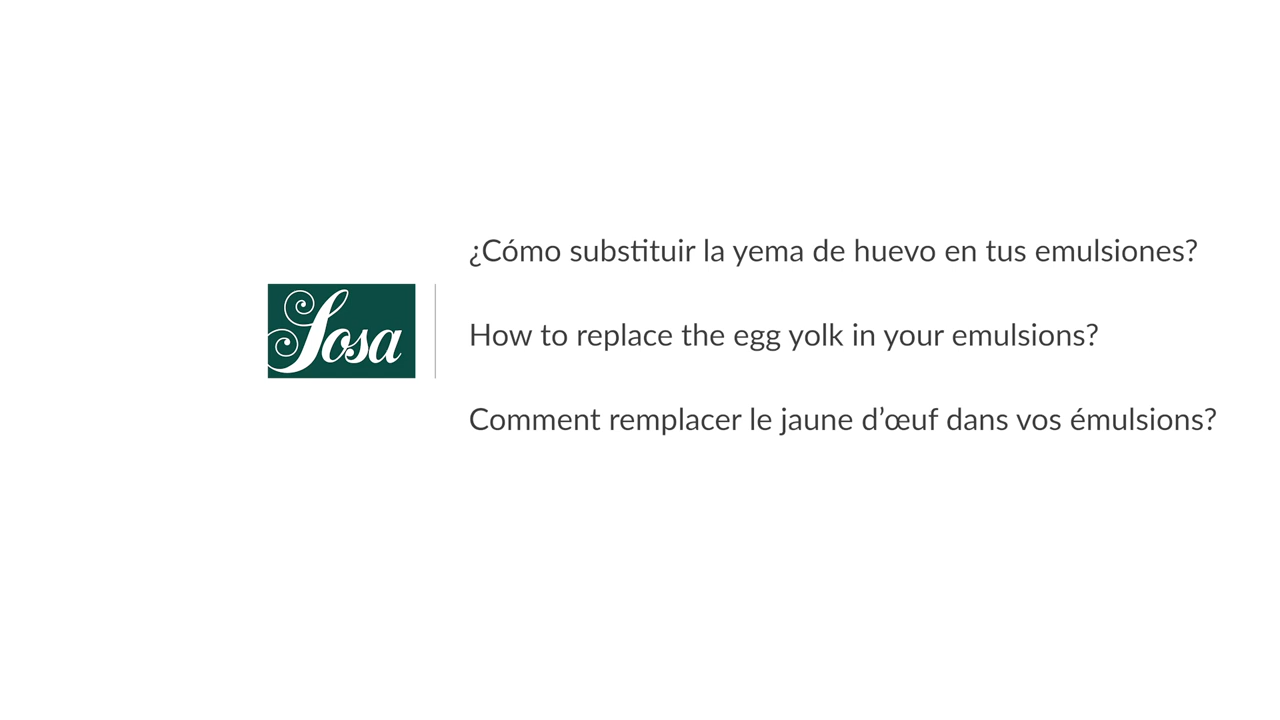 ¿Cómo substituir la yema de huevo en tus emulsiones?
Sosa
How to replace the egg yolk in your emulsions?
Comment remplacer le jaune d’œuf dans vos émulsions?